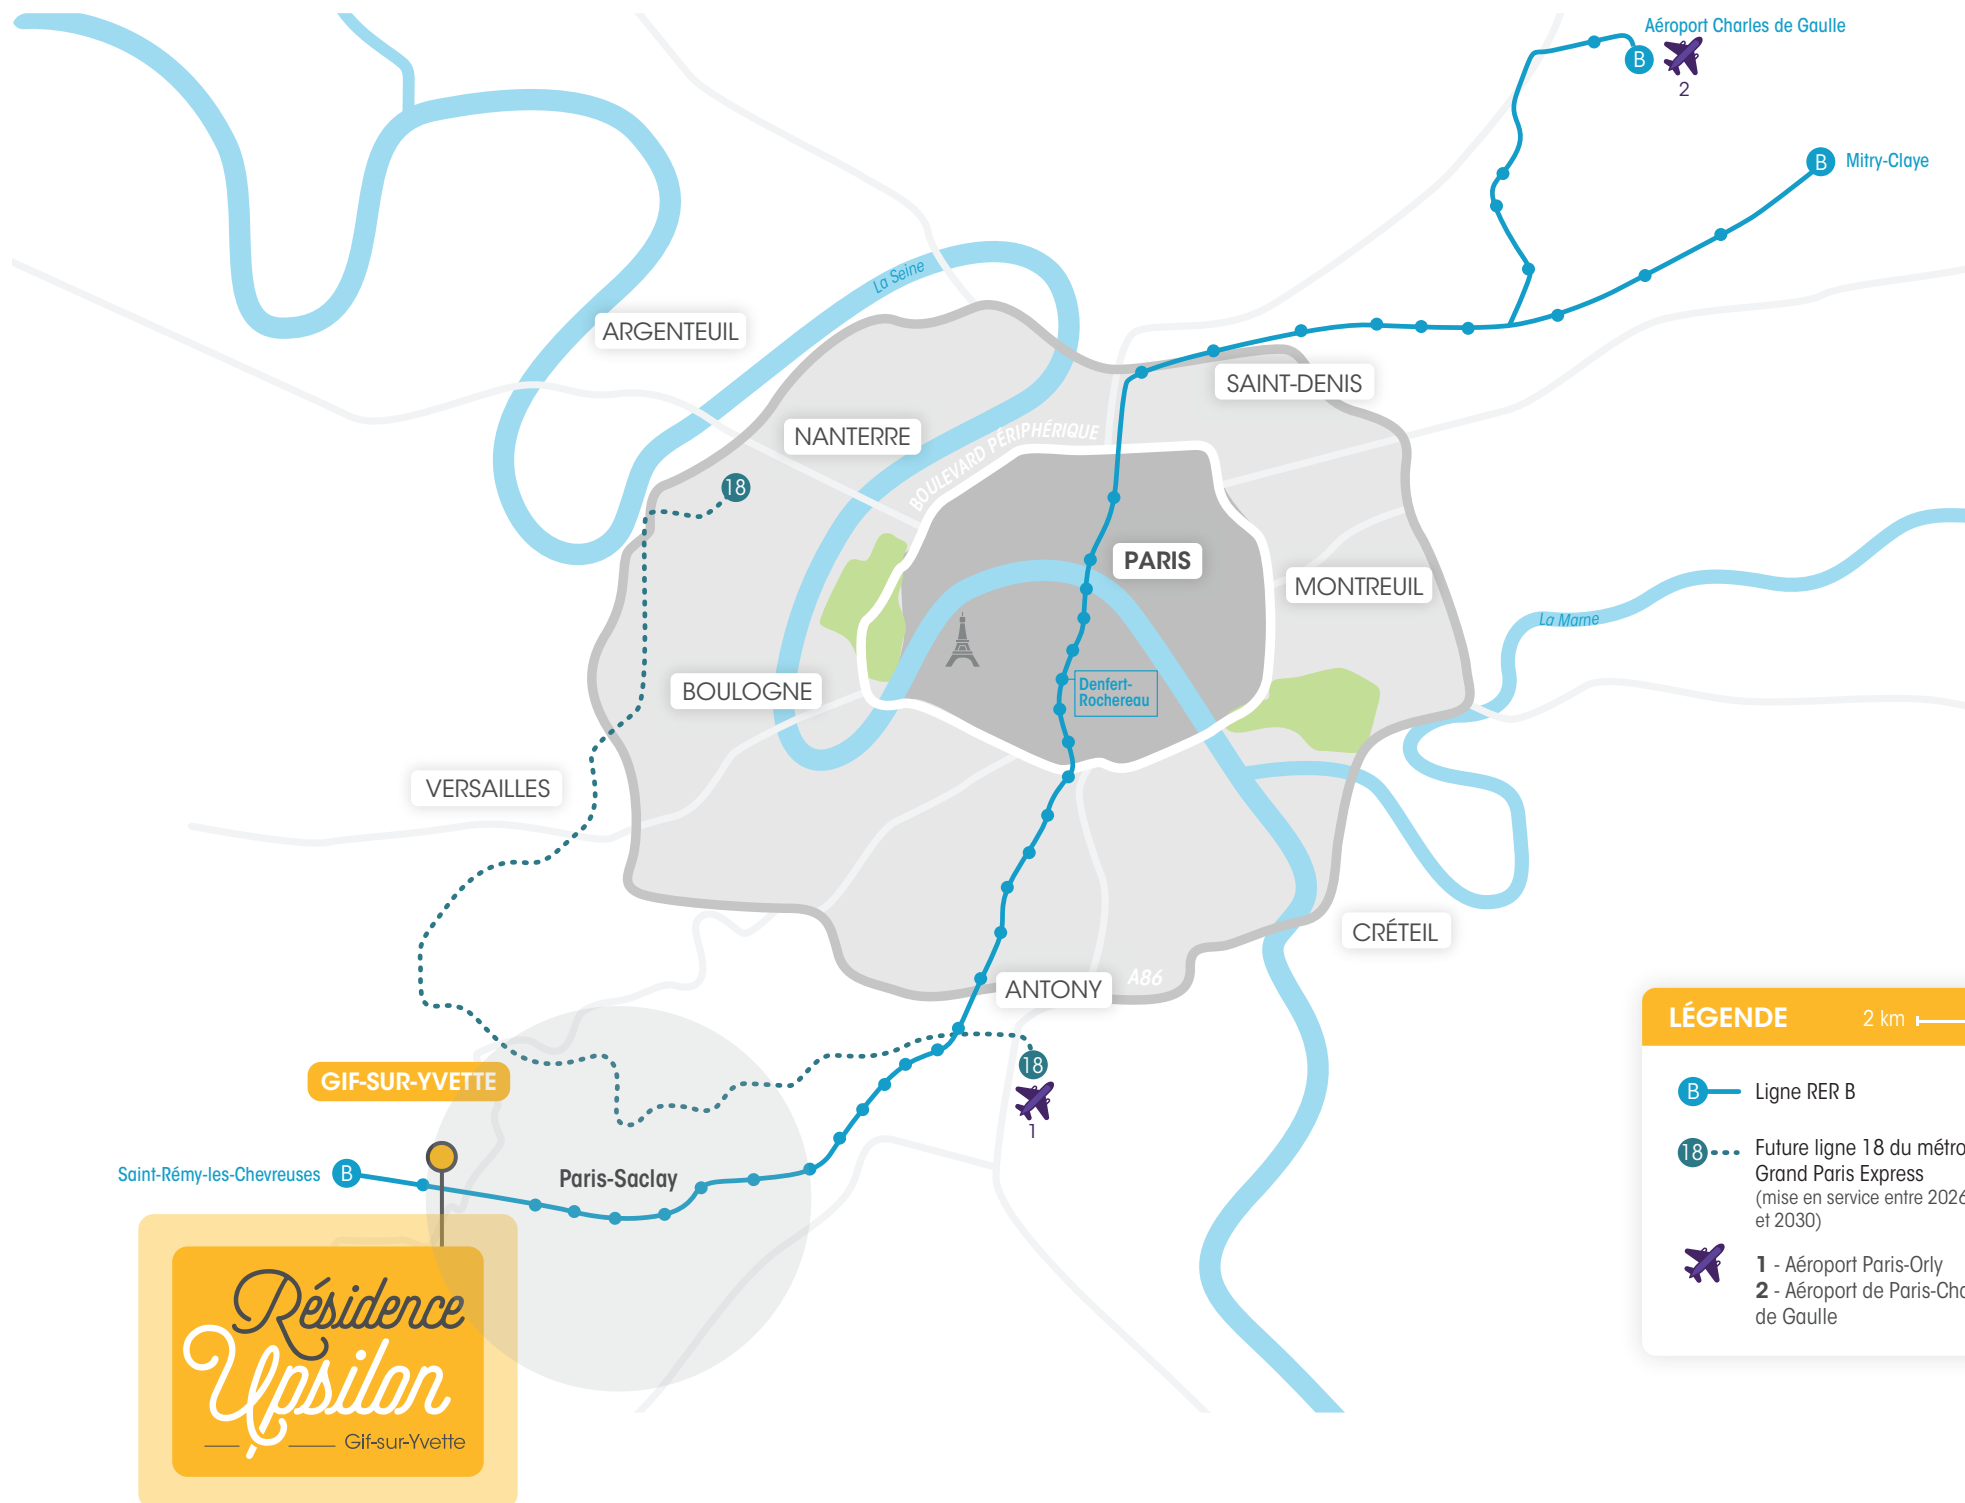 Aéroport Charles de Gaulle
B
2
B
Mitry-Claye
La Seine
ARGENTEUIL
SAINT-DENIS
NANTERRE
BOULEVARD PÉRIPHÉRIQUE
18
PARIS
MONTREUIL
La Marne
BOULOGNE
Denfert-
Rochereau
VERSAILLES
CRÉTEIL
ANTONY
A86
18
1
GIF-SUR-YVETTE
Saint-Rémy-les-Chevreuses
B
Paris-Saclay
Résidence
Upsilon
Gif-sur-Yvette
LÉGENDE
2 km
B
Ligne RER B
18
Future ligne 18 du métro
Grand Paris Express
(mise en service entre 2026
et 2030)
1 - Aéroport Paris-Orly
2 - Aéroport de Paris-Cha
de Gaulle